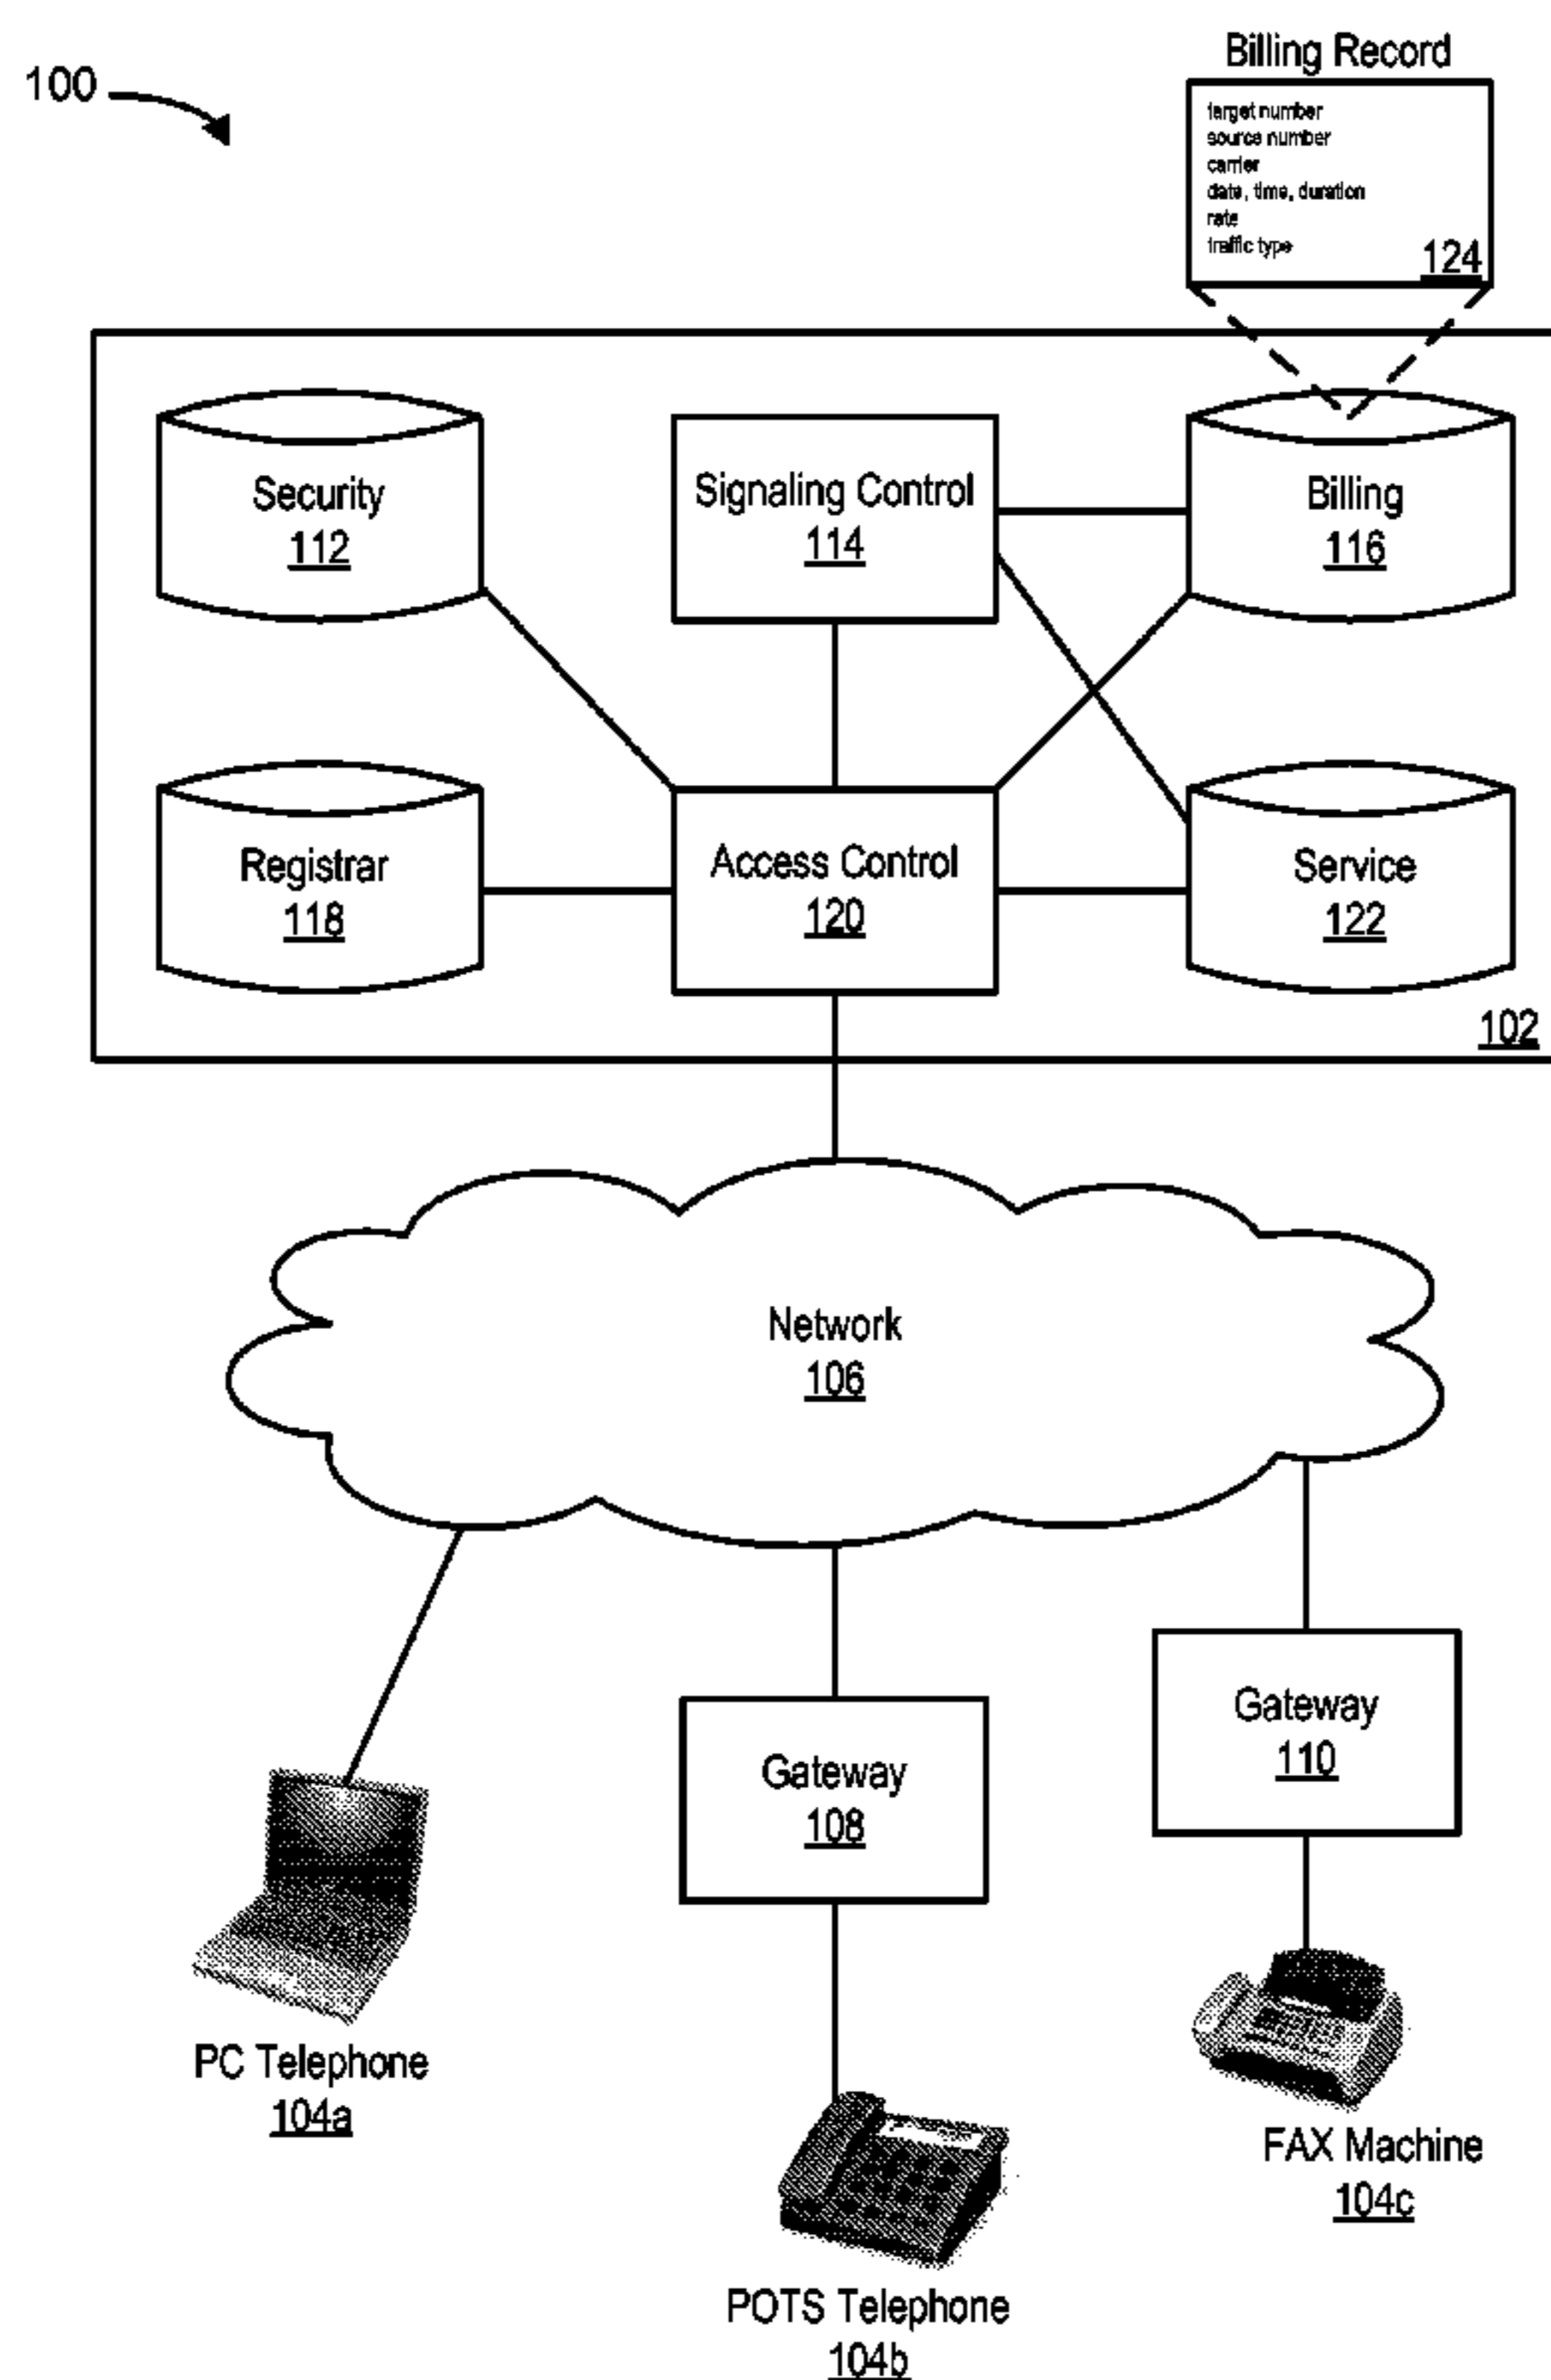 100
Billing Record
target number
source number
carrier
date, time, duration
rate
traffic type
124
Security
112
Signaling Control
114
Billing
116
Registrar
118
Access Control
120
Service
122
102
Network
106
Gateway
110
Gateway
108
PC Telephone
104a
FAX Machine
104c
POTS Telephone
104b